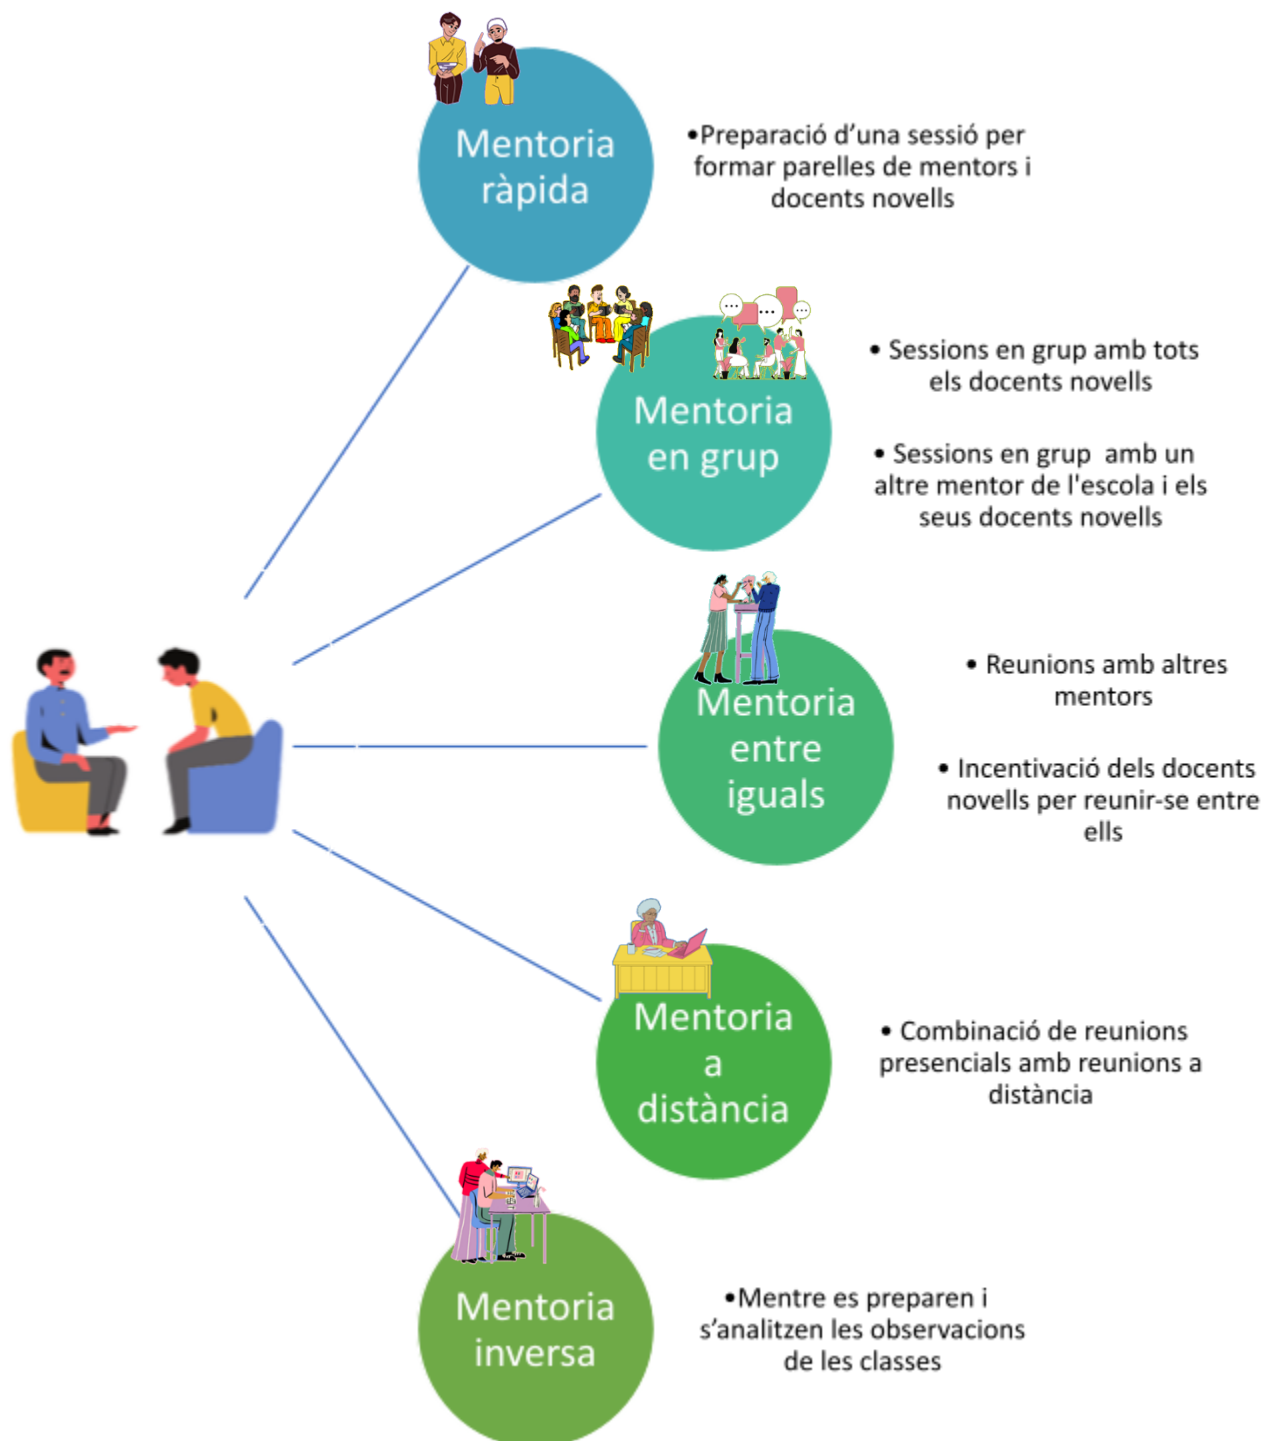 Mentoria
ràpida
•Preparació d’una sessió per
formar parelles de mentors i
docents novells
Mentoria
en grup
• Sessions en grup amb tots
els docents novells
• Sessions en grup  amb un
altre mentor de l'escola i els
seus docents novells
Mentoria
entre
iguals
• Reunions amb altres
mentors
• Incentivació dels docents
novells per reunir-se entre
ells
Mentoria
a
distància
• Combinació de reunions
presencials amb reunions a
distància
Mentoria
inversa
•Mentre es preparen i
s’analitzen les observacions
de les classes